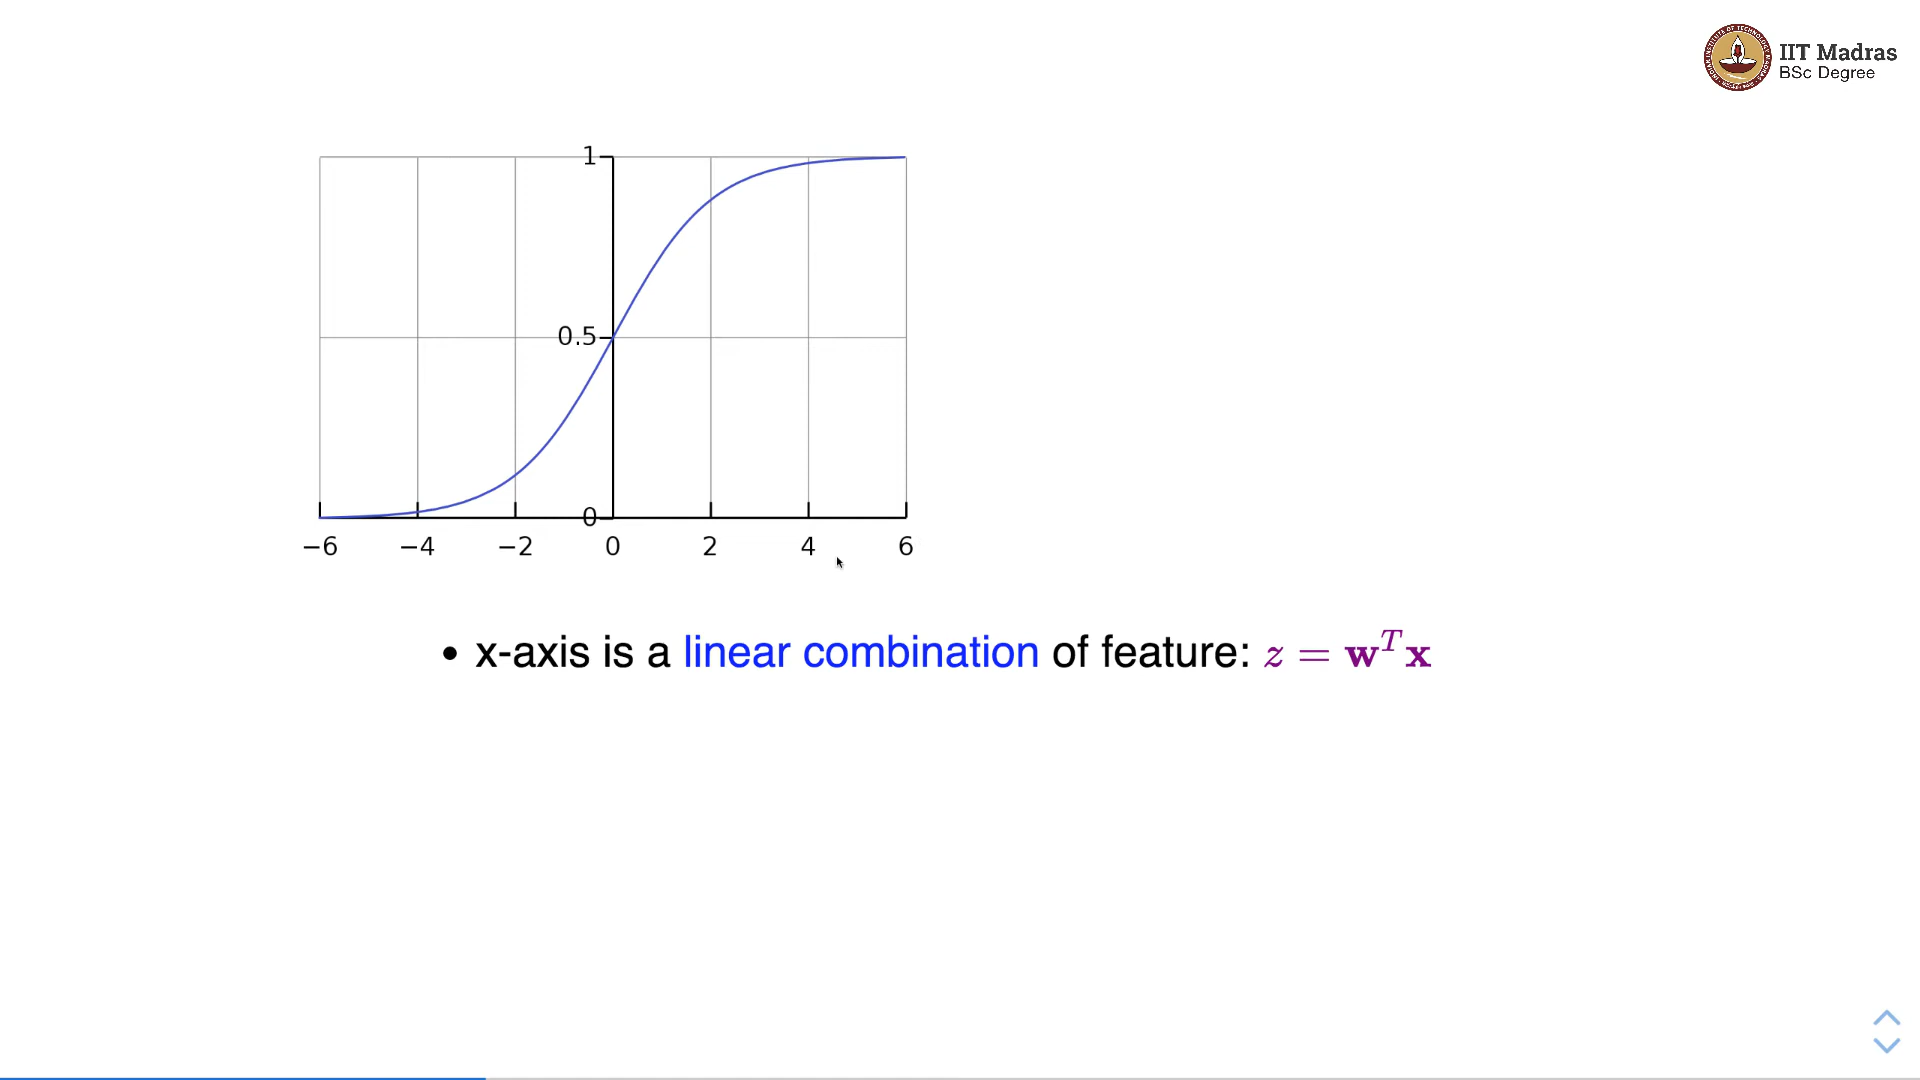 IIT Madras
BSc Degree
1
0.5
0
−6 −4 −2 0 2 4 6
• x-axis is a linear combination of feature: z = w^T x